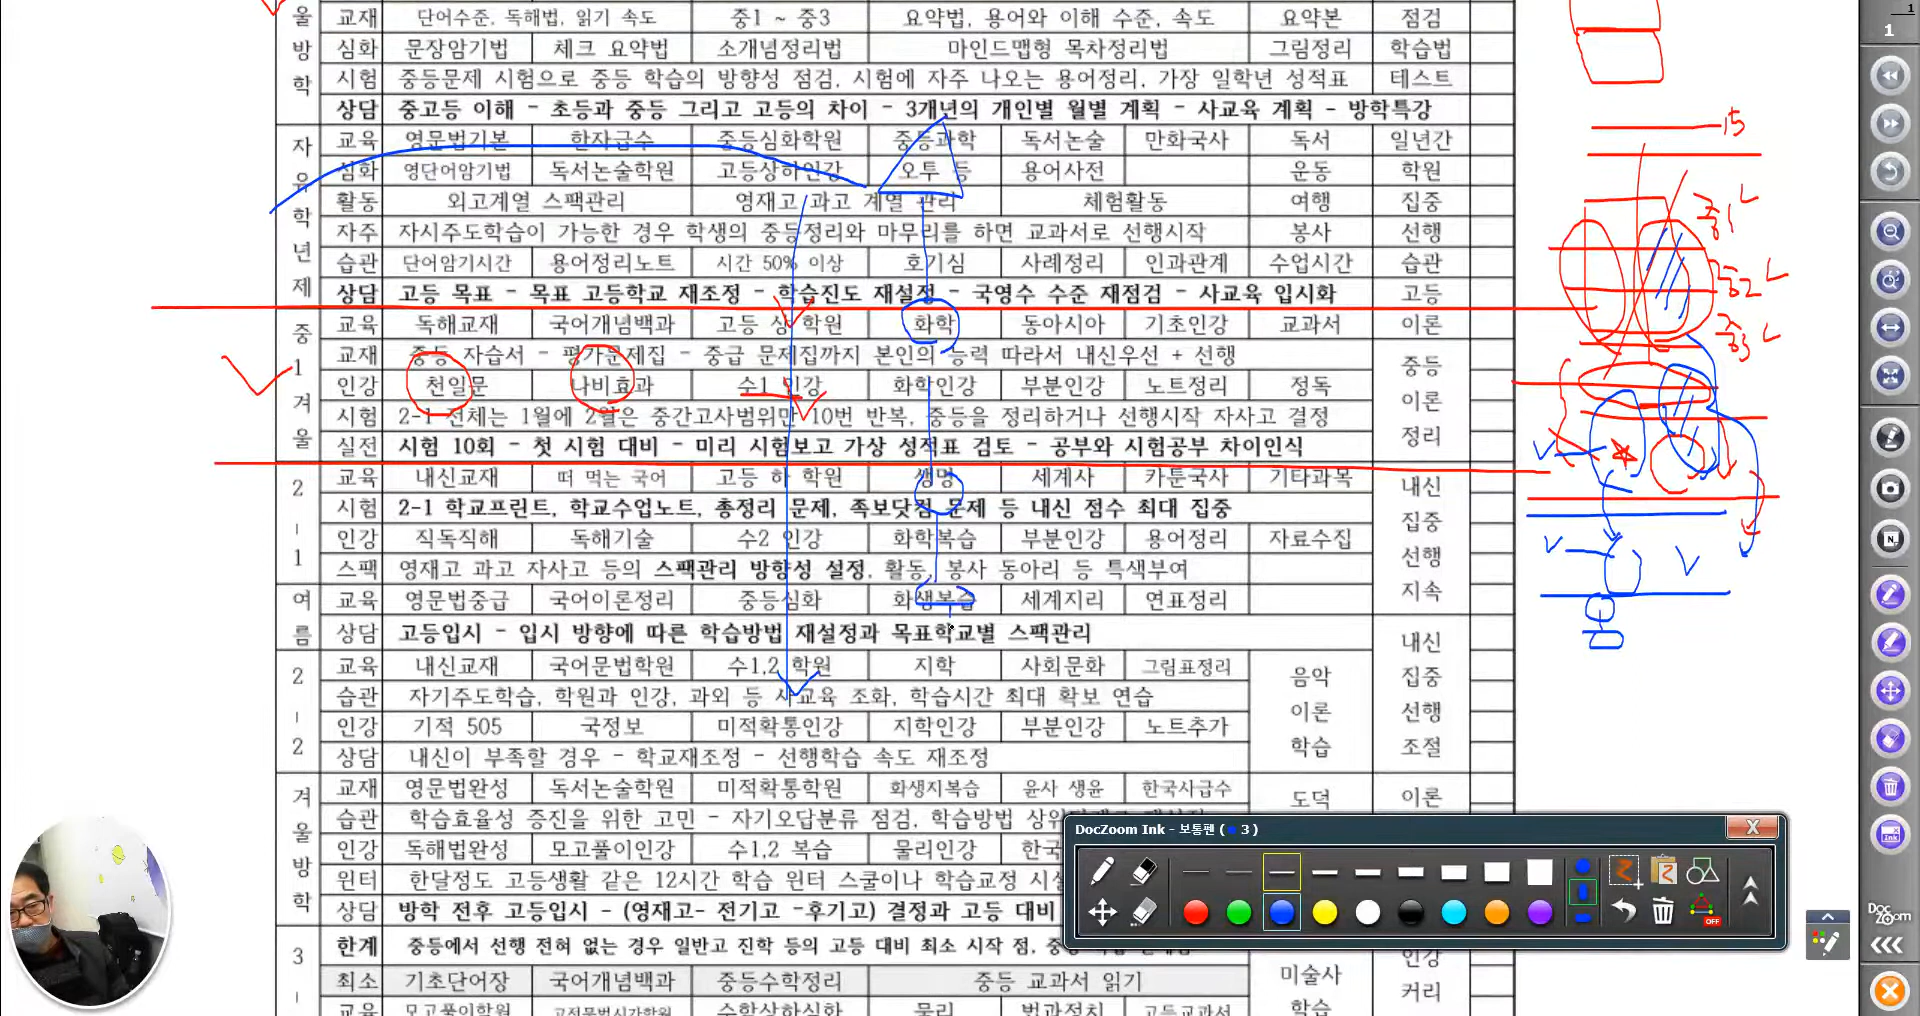 울 교재 단어수준, 독해법, 읽기 속도 중1 ~ 중3 요약법, 용어와 이해 수준, 속도 요약본 점검
방 심화 문장암기법 체크 요약법 소개념정리법 마인드맵형 목차정리법 그림정리 학습법
학 시험 중등문제 시험으로 중등 학습의 방향성 점검, 시험에 자주 나오는 용어정리, 가장 일학년 성적표 테스트
상담 중고등 이해 - 초등과 중등 그리고 고등의 차이 - 3개년의 개인별 월별 계획 - 사교육 계획 - 방학특강
자 교육 영문법기본 한자급수 중등심화학원 중등과학 독서논술 만화국사 독서 일년간
유 심화 영단어암기법 독서논술학원 고등상하인강 오투 등 용어사전 운동 학원
학 활동 외고계열 스팩관리 영재고 과고 계열 관리 체험활동 여행 집중
년 자주 자시주도학습이 가능한 경우 학생의 중등정리와 마무리를 하면 교과서로 선행시작 봉사 선행
습관 단어암기시간 용어정리노트 시간 50% 이상 호기심 사례정리 인과관계 수업시간 습관
제 상담 고등 목표 - 목표 고등학교 재조정 - 학습진도 재설정 - 국영수 수준 재점검 - 사교육 입시화 고등
중 교육 독해교재 국어개념백과 고등 상 학원 화학 동아시아 기초인강 교과서 이론
1 교재 중등 자습서 - 평가문제집 - 중급 문제집까지 본인의 능력 따라서 내신우선 + 선행 중등
겨 인강 천일문 나비효과 수1 인강 화학인강 부분인강 노트정리 정독 이론
시험 2-1 전체는 1월에 2월은 중간고사범위만 10번 반복, 중등을 정리하거나 선행시작 자사고 결정
울 실전 시험 10회 - 첫 시험 대비 - 미리 시험보고 가상 성적표 검토 - 공부와 시험공부 차이인식 정리
2 교육 내신교재 떠 먹는 국어 고등 하 학원 생명 세계사 카툰국사 기타과목 내신
시험 2-1 학교프린트, 학교수업노트, 총정리 문제, 족보닷컴 문제 등 내신 점수 최대 집중 집중
- 인강 직독직해 독해기술 수2 인강 화학복습 부분인강 용어정리 자료수집 선행
1 스팩 영재고 과고 자사고 등의 스팩관리 방향성 설정, 활동, 봉사 동아리 등 특색부여
여 교육 영문법중급 국어이론정리 중등심화 화생복습 세계지리 연표정리 지속
름 상담 고등입시 - 입시 방향에 따른 학습방법 재설정과 목표학교별 스팩관리 내신
2 교육 내신교재 국어문법학원 수1,2 학원 지학 사회문화 그림표정리 음악 집중
습관 자기주도학습, 학원과 인강, 과외 등 사교육 조화, 학습시간 최대 확보 연습
- 인강 기적 505 국정보 미적확통인강 지학인강 부분인강 노트추가 이론 선행
2 상담 내신이 부족할 경우 - 학교재조정 - 선행학습 속도 재조정 학습 조절
겨 교재 영문법완성 독서논술학원 미적확통학원 화생지복습 윤사 생윤 한국사급수 도덕 이론
울 습관 학습효율성 증진을 위한 고민 - 자기오답분류 점검, 학습방법
방 인강 독해법완성 모고풀이인강 수1,2 복습 물리인강 한국
윈터 한달정도 고등생활 같은 12시간 학습 윈터 스쿨이나 학습교정
학 상담 방학 전후 고등입시 - (영재고- 전기고 -후기고) 결정과 고등 대비
3 한계 중등에서 선행 전혀 없는 경우 일반고 진학 등의 고등 대비 최소 시작 점, 인강
최소 기초단어장 국어개념백과 중등수학정리 중등 교과서 읽기 미술사 커리
- 교육 모고풀이학원 수학상하심화 물리 법과정치 고등교과서 학습
15
중1
중2
중3
DocZoom Ink - 보통펜 ( 3 )
OFF
1
1
N
Ink
Doc Zoom